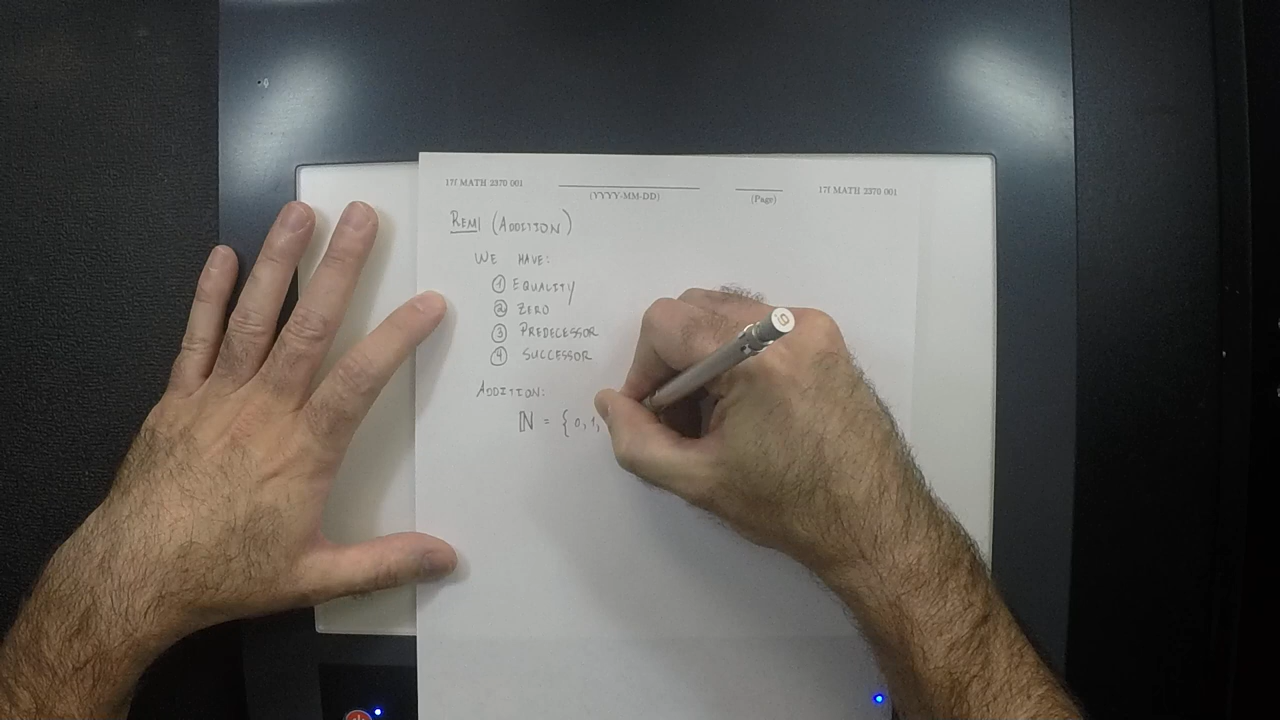 17f MATH 2370 001 (YYYY-MM-DD) (Page) 17f MATH 2370 001
REM (ADDITION)
WE HAVE:
① EQUALITY
② ZERO
③ PREDECESSOR
④ SUCCESSOR
ADDITION:
ℕ = {0, 1,